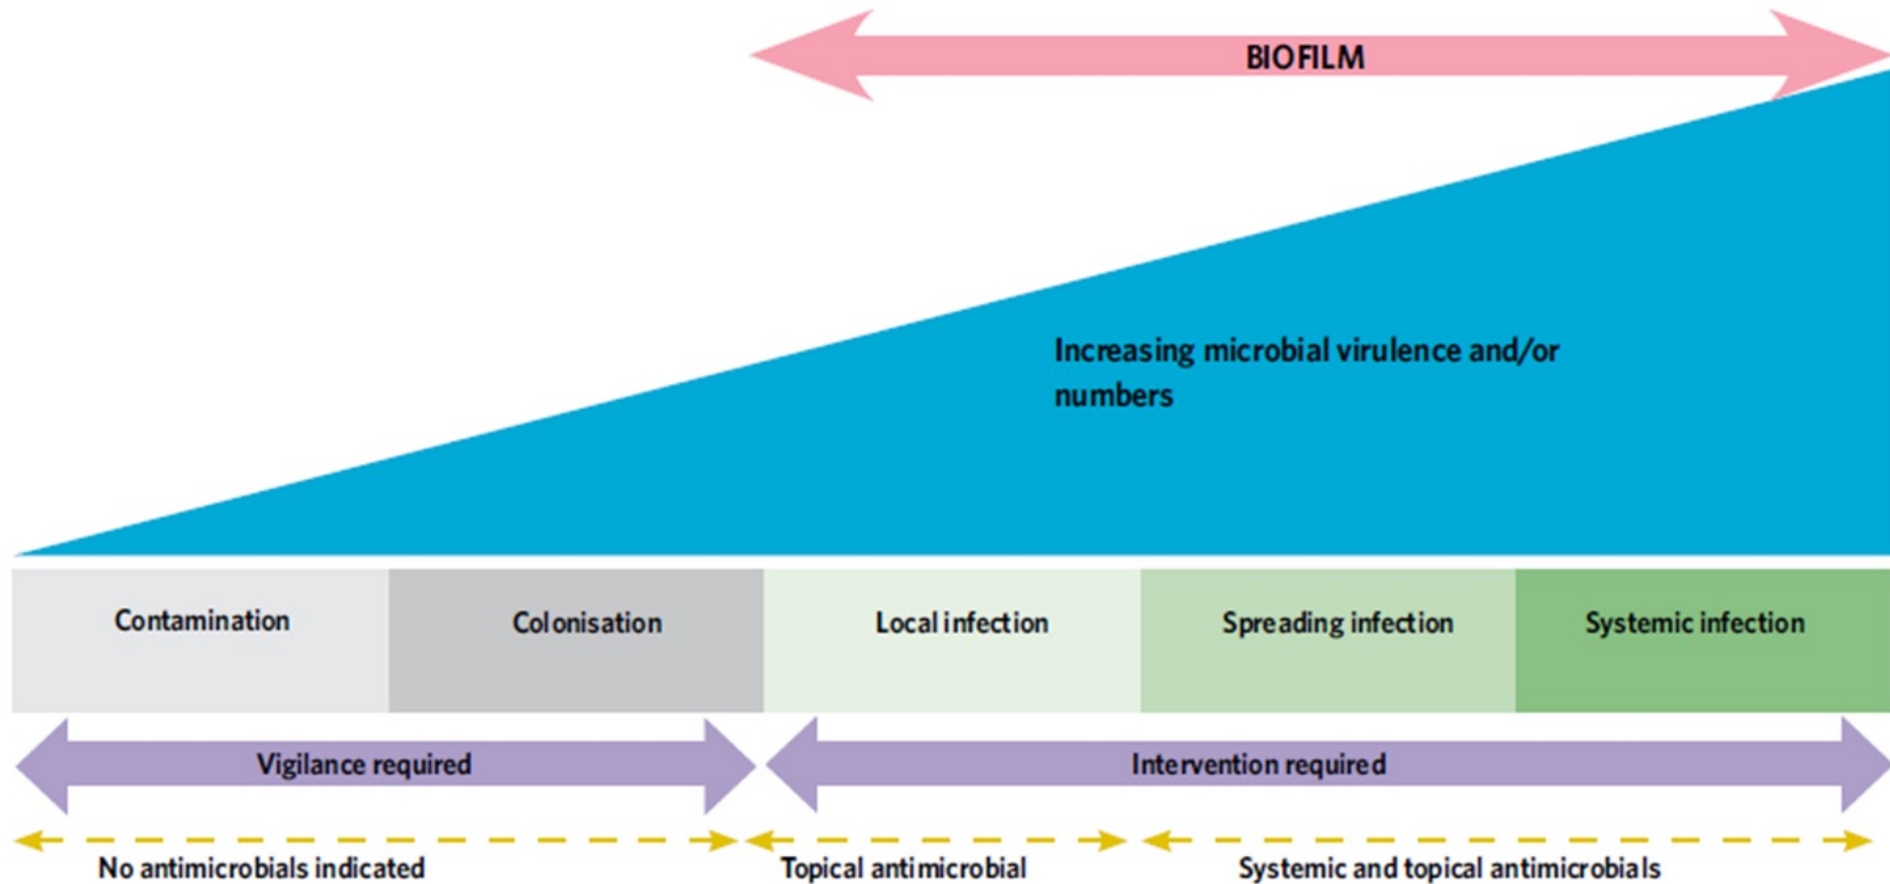 BIOFILM
Increasing microbial virulence and/or
numbers
Contamination
Colonisation
Local infection
Spreading infection
Systemic infection
Vigilance required
Intervention required
No antimicrobials indicated
Topical antimicrobial
Systemic and topical antimicrobials